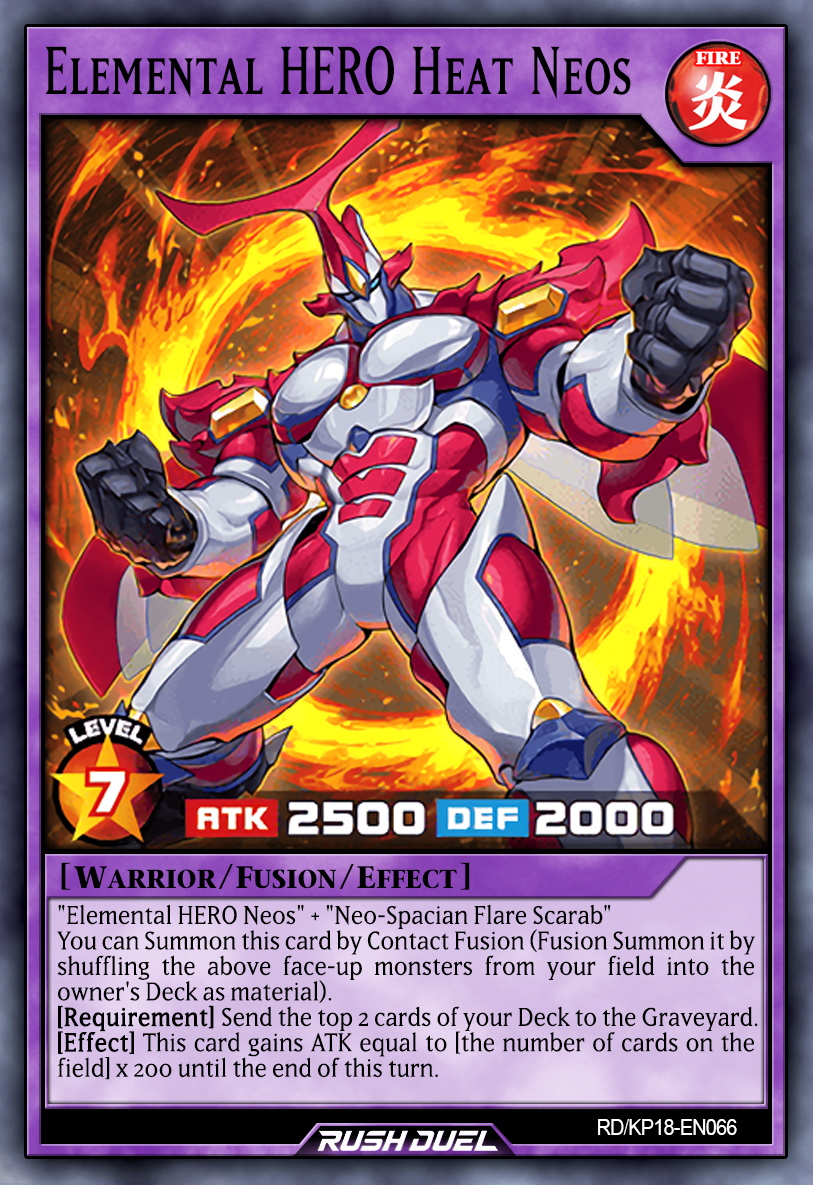 Elemental HERO Heat Neos
FIRE
炎
LEVEL
7
ATK 2500 DEF 2000
[Warrior/Fusion/Effect]
"Elemental HERO Neos" + "Neo-Spacian Flare Scarab"
You can Summon this card by Contact Fusion (Fusion Summon it by
shuffling the above face-up monsters from your field into the
owner's Deck as material).
[Requirement] Send the top 2 cards of your Deck to the Graveyard.
[Effect] This card gains ATK equal to [the number of cards on the
field] x 200 until the end of this turn.
RD/KP18-EN066
RUSH DUEL